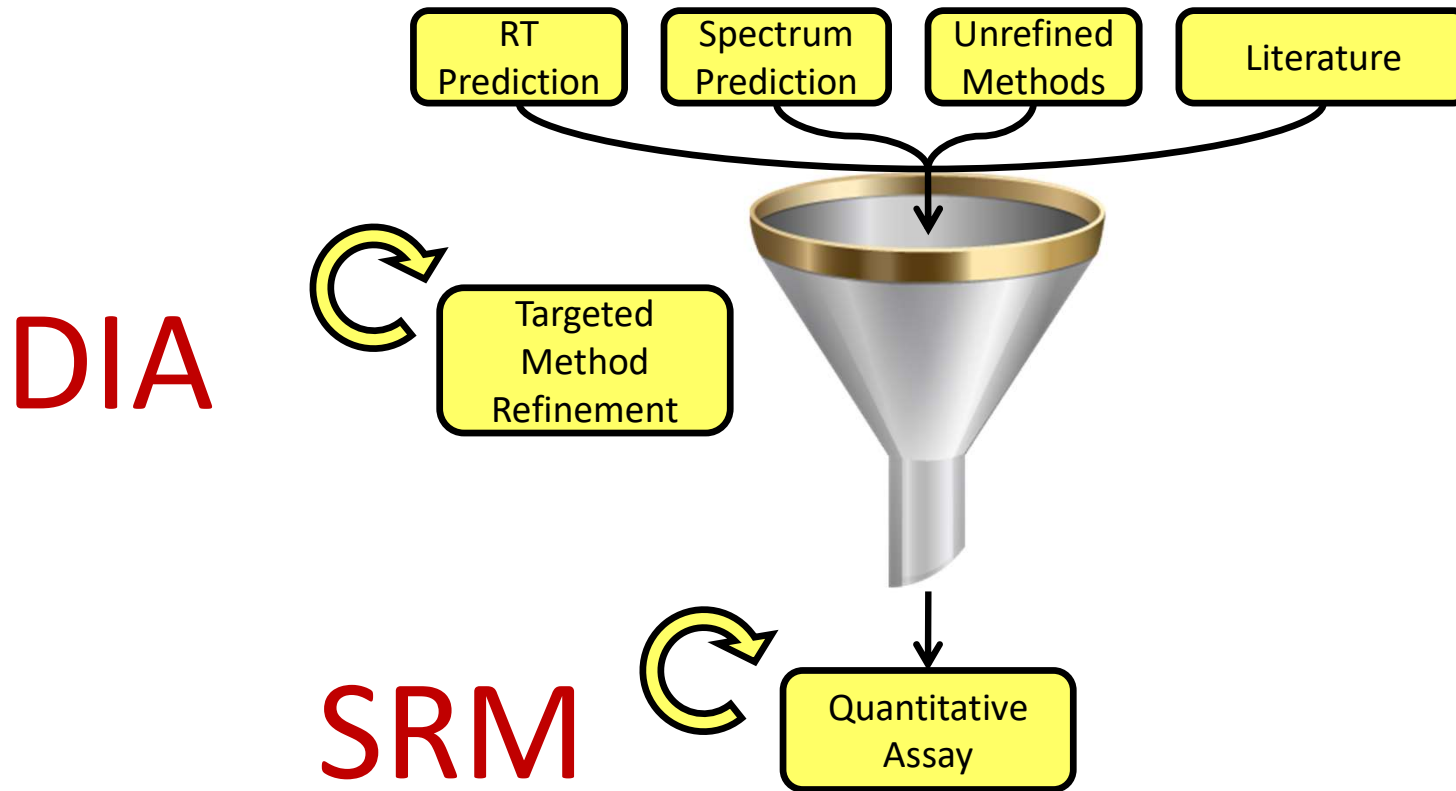 RT
Prediction
Spectrum
Prediction
Unrefined
Methods
Literature
DIA
Targeted
Method
Refinement
SRM
Quantitative
Assay